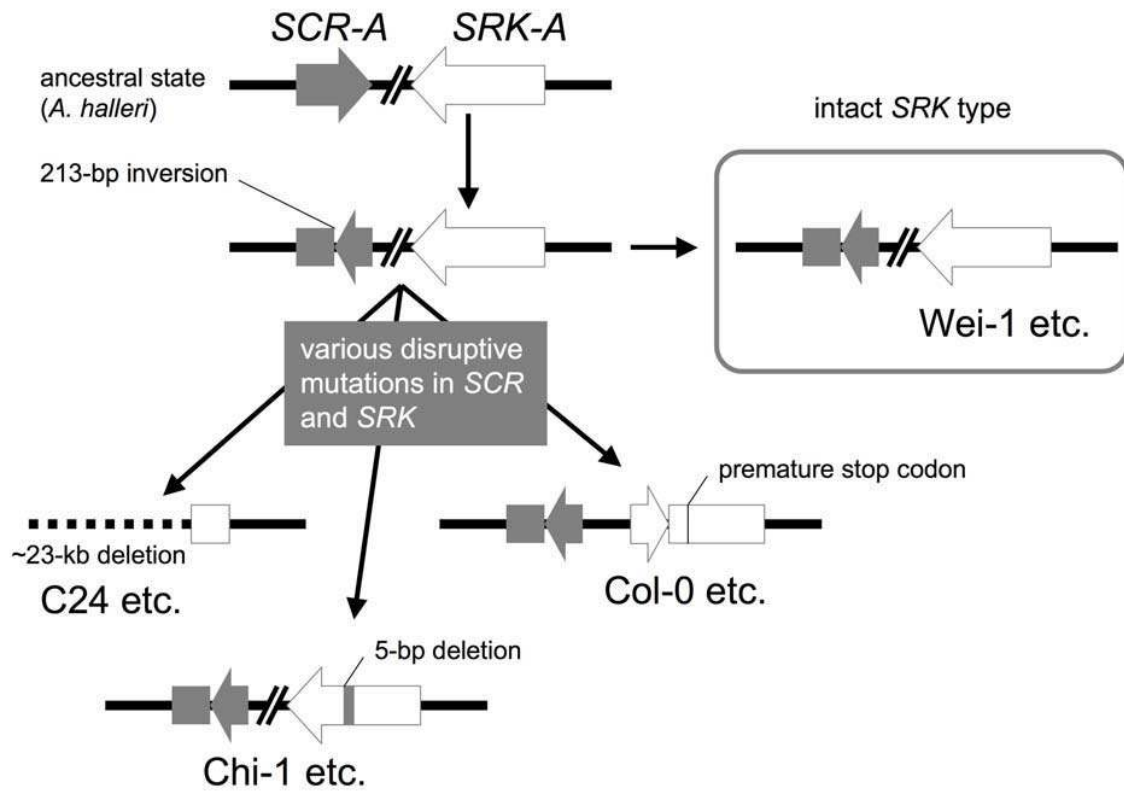 SCR-A SRK-A
ancestral state
(A. halleri)
intact SRK type
213-bp inversion
Wei-1 etc.
various disruptive
mutations in SCR
and SRK
premature stop codon
~23-kb deletion
C24 etc.
Col-0 etc.
5-bp deletion
Chi-1 etc.